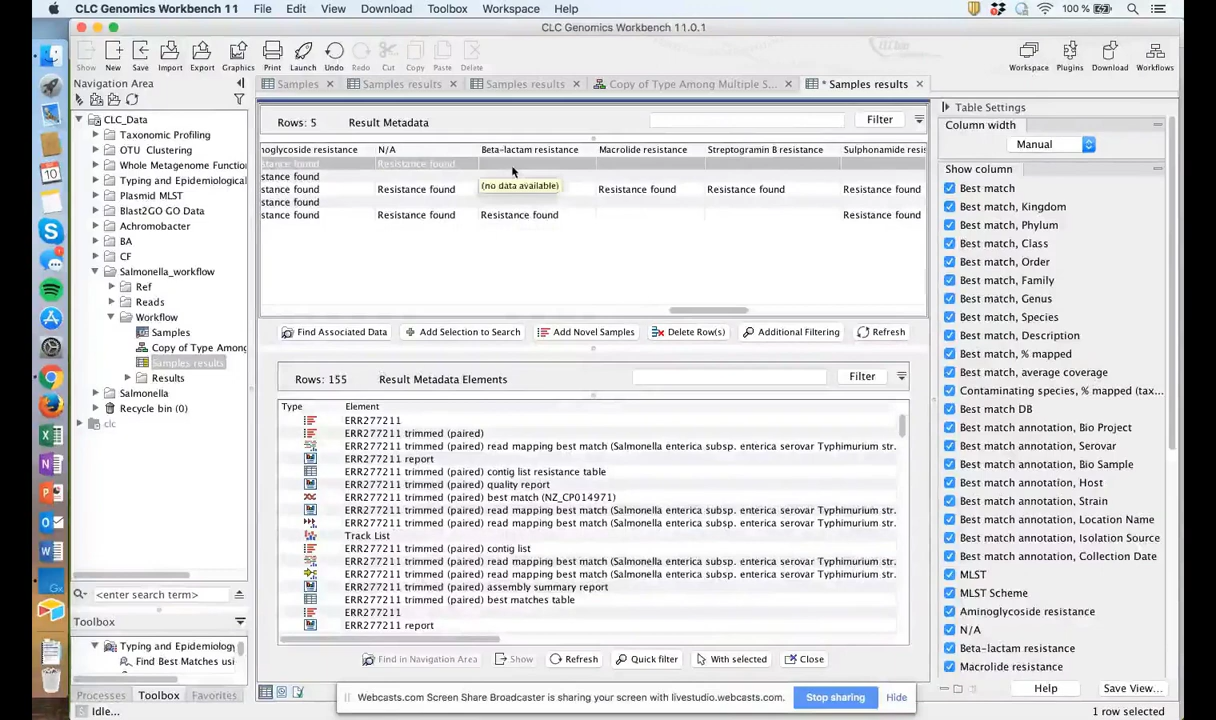 CLC Genomics Workbench 11 File Edit View Download Toolbox Workspace Help 100 %
CLC Genomics Workbench 11.0.1
Show New Save Import Export Graphics Print Launch Undo Redo Cut Copy Paste Delete Workspace Plugins Download Workflows
Navigation Area
Samples Samples results Samples results Copy of Type Among Multiple S... * Samples results
CLC_Data
Taxonomic Profiling
OTU Clustering
Whole Metagenome Function
Typing and Epidemiological
Plasmid MLST
Blast2GO GO Data
Achromobacter
BA
CF
Salmonella_workflow
Ref
Reads
Workflow
Samples
Copy of Type Among
Samples results
Results
Salmonella
Recycle bin (0)
clc
<enter search term>
Toolbox
Typing and Epidemiology
Find Best Matches usi
Processes Toolbox Favorites
Idle...
Rows: 5 Result Metadata Filter
noglycoside resistance N/A Beta-lactam resistance Macrolide resistance Streptogramin B resistance Sulphonamide resis
stance found Resistance found
stance found
stance found Resistance found Resistance found Resistance found Resistance found
stance found
stance found Resistance found Resistance found Resistance found
(no data available)
Find Associated Data Add Selection to Search Add Novel Samples Delete Row(s) Additional Filtering Refresh
Rows: 155 Result Metadata Elements Filter
Type Element
ERR277211
ERR277211 trimmed (paired)
ERR277211 trimmed (paired) read mapping best match (Salmonella enterica subsp. enterica serovar Typhimurium str.
ERR277211 report
ERR277211 trimmed (paired) contig list resistance table
ERR277211 trimmed (paired) quality report
ERR277211 trimmed (paired) best match (NZ_CP014971)
ERR277211 trimmed (paired) read mapping best match (Salmonella enterica subsp. enterica serovar Typhimurium str.
ERR277211 trimmed (paired) read mapping best match (Salmonella enterica subsp. enterica serovar Typhimurium str.
Track List
ERR277211 trimmed (paired) contig list
ERR277211 trimmed (paired) read mapping best match (Salmonella enterica subsp. enterica serovar Typhimurium str.
ERR277211 trimmed (paired) read mapping best match (Salmonella enterica subsp. enterica serovar Typhimurium str.
ERR277211 trimmed (paired) assembly summary report
ERR277211 trimmed (paired) best matches table
ERR277211
ERR277211 report
Find in Navigation Area Show Refresh Quick filter With selected Close
Webcasts.com Screen Share Broadcaster is sharing your screen with livestudio.webcasts.com. Stop sharing Hide
Table Settings
Column width
Manual
Show column
Best match
Best match, Kingdom
Best match, Phylum
Best match, Class
Best match, Order
Best match, Family
Best match, Genus
Best match, Species
Best match, Description
Best match, % mapped
Best match, average coverage
Contaminating species, % mapped (tax...
Best match DB
Best match annotation, Bio Project
Best match annotation, Serovar
Best match annotation, Bio Sample
Best match annotation, Host
Best match annotation, Strain
Best match annotation, Location Name
Best match annotation, Isolation Source
Best match annotation, Collection Date
MLST
MLST Scheme
Aminoglycoside resistance
N/A
Beta-lactam resistance
Macrolide resistance
Help Save View...
1 row selected